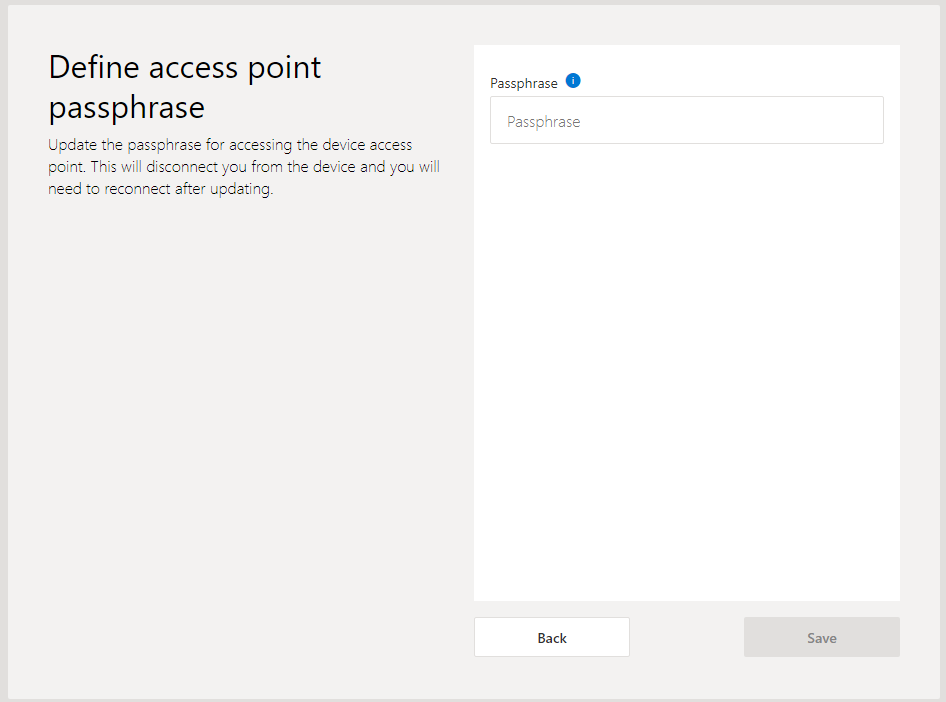 Define access point
passphrase
Update the passphrase for accessing the device access
point. This will disconnect you from the device and you will
need to reconnect after updating.
Passphrase i
Passphrase
Back
Save